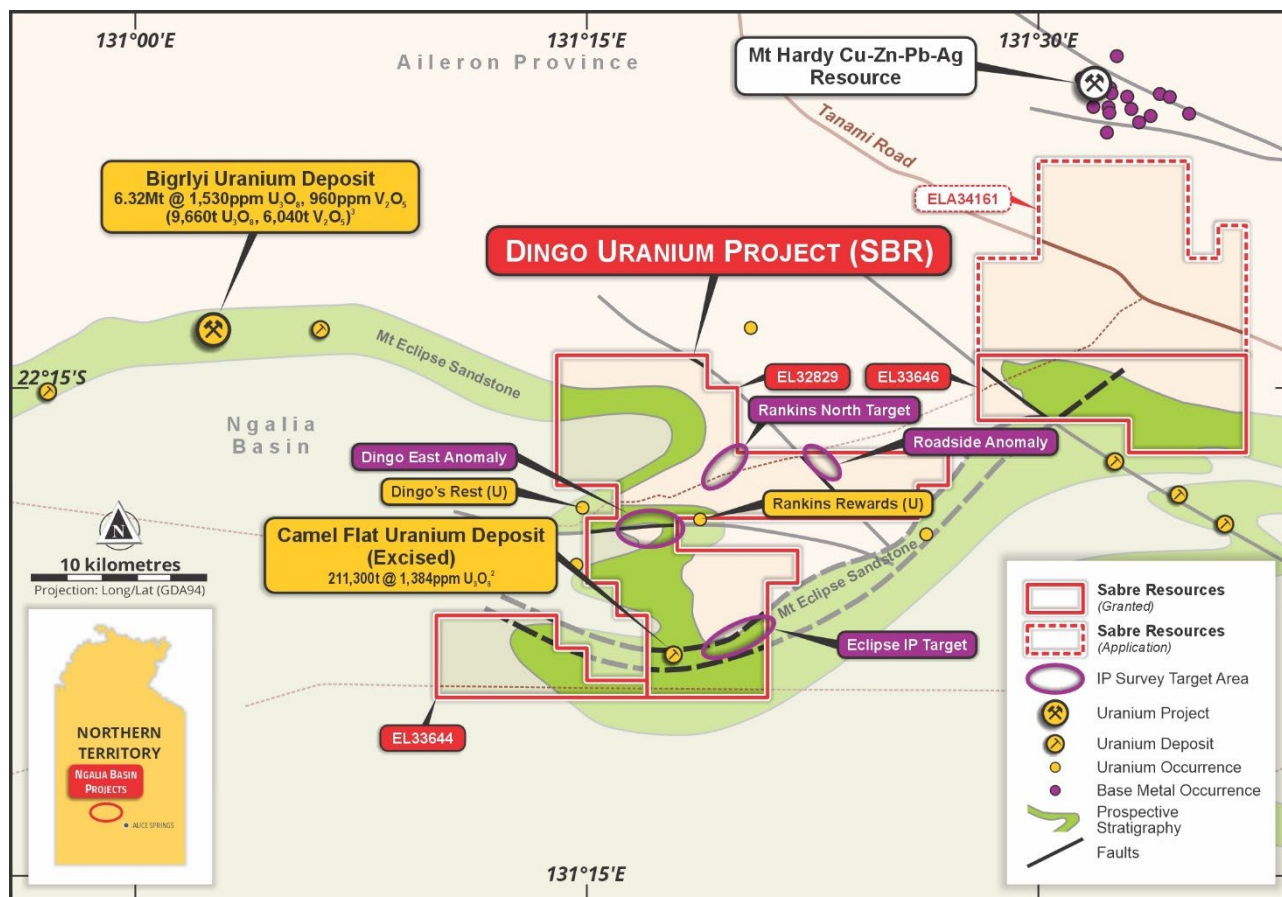 131°00'E
131°15'E
131°30'E
Aileron Province
Mt Hardy Cu-Zn-Pb-Ag
Resource
Tanami Road
Bigrlyi Uranium Deposit
6.32Mt @ 1,530ppm U₃O₈, 960ppm V₂O₅
(9,660t U₃O₈, 6,040t V₂O₅)³
ELA34161
DINGO URANIUM PROJECT (SBR)
Mt Eclipse Sandstone
22°15'S
EL32829
EL33646
Rankins North Target
Ngalia
Basin
Roadside Anomaly
Dingo East Anomaly
Dingo's Rest (U)
Rankins Rewards (U)
Camel Flat Uranium Deposit
(Excised)
211,300t @ 1,384ppm U₃O₈²
Mt Eclipse Sandstone
N
10 kilometres
Projection: Long/Lat (GDA94)
Eclipse IP Target
EL33644
NORTHERN
TERRITORY
NGALIA BASIN
PROJECTS
ALICE SPRINGS
Sabre Resources
(Granted)
Sabre Resources
(Application)
IP Survey Target Area
Uranium Project
Uranium Deposit
Uranium Occurrence
Base Metal Occurrence
Prospective
Stratigraphy
Faults
131°15'E